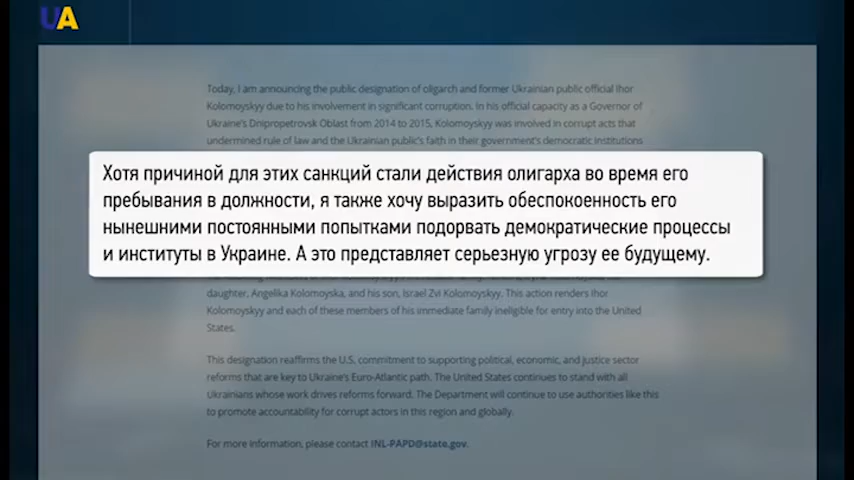 UA
Today, I am announcing the public designation of oligarch and former Ukrainian public official Ihor
Kolomoyskyy due to his involvement in significant corruption. In his official capacity as a Governor of
Ukraine's Dnipropetrovsk Oblast from 2014 to 2015, Kolomoyskyy was involved in corrupt acts that
undermined rule of law and the Ukrainian public's faith in their government's democratic institutions
Хотя причиной для этих санкций стали действия олигарха во время его
пребывания в должности, я также хочу выразить обеспокоенность его
нынешними постоянными попытками подорвать демократические процессы
и институты в Украине. А это представляет серьезную угрозу ее будущему.
daughter, Angelika Kolomoyska, and his son, Israel Zvi Kolomoyskyy. This action renders Ihor
Kolomoyskyy and each of these members of his immediate family ineligible for entry into the United
States.
This designation reaffirms the U.S. commitment to supporting political, economic, and justice sector
reforms that are key to Ukraine's Euro-Atlantic path. The United States continues to stand with all
Ukrainians whose work drives reforms forward. The Department will continue to use authorities like this
to promote accountability for corrupt actors in this region and globally.
For more information, please contact INL-PAPD@state.gov.